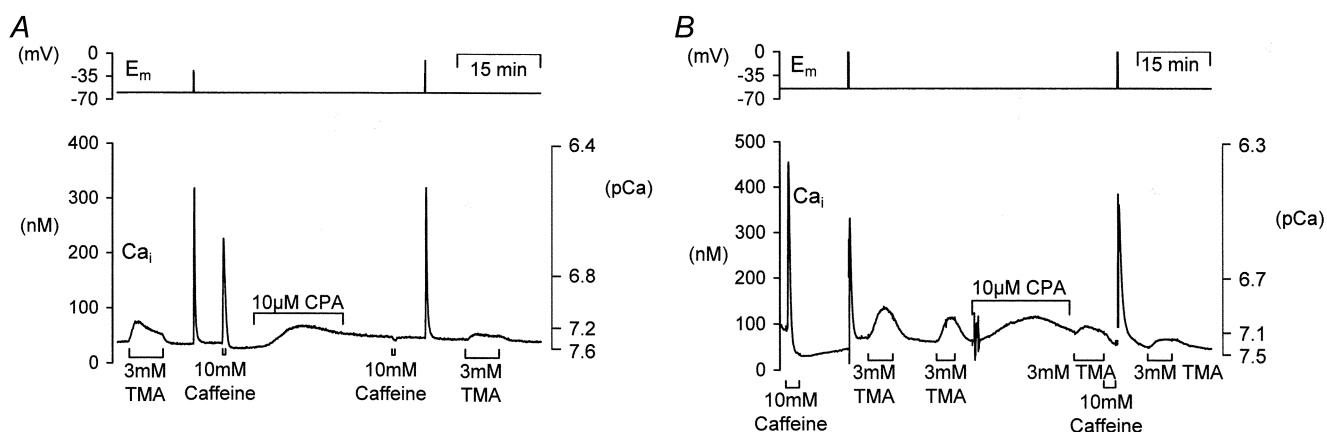 A
(mV)
0
-35
-70
Em
15 min
400
300
(nM)
200
100
0
Cai
10µM CPA
6.4
(pCa)
6.8
7.2
7.6
3mM
TMA
10mM
Caffeine
10mM
Caffeine
3mM
TMA
B
(mV)
0
-35
-70
Em
15 min
500
400
300
(nM)
200
100
0
Cai
10µM CPA
6.3
(pCa)
6.7
7.1
7.5
3mM
TMA
3mM
TMA
3mM TMA
3mM TMA
10mM
Caffeine
10mM
Caffeine